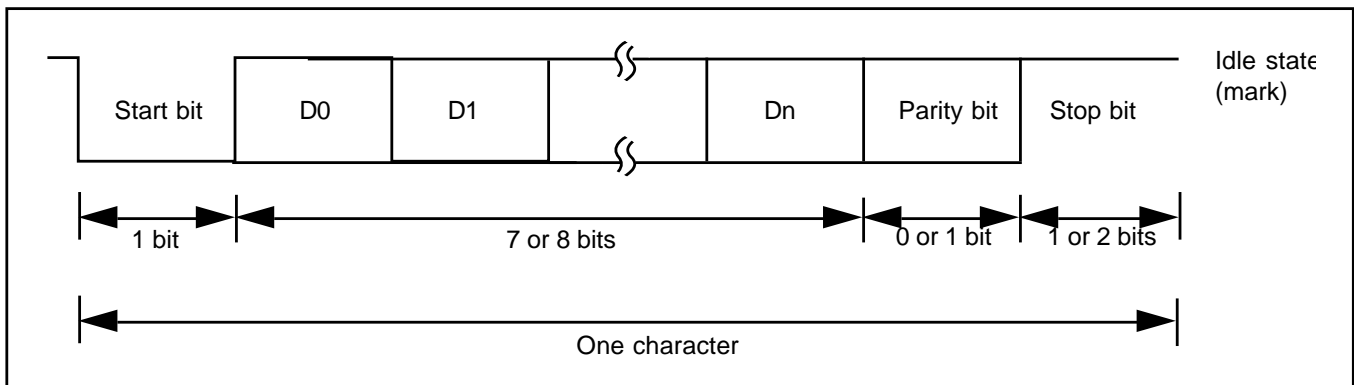 Idle state
(mark)
Start bit D0 D1 Dn Parity bit Stop bit
1 bit 7 or 8 bits 0 or 1 bit 1 or 2 bits
One character